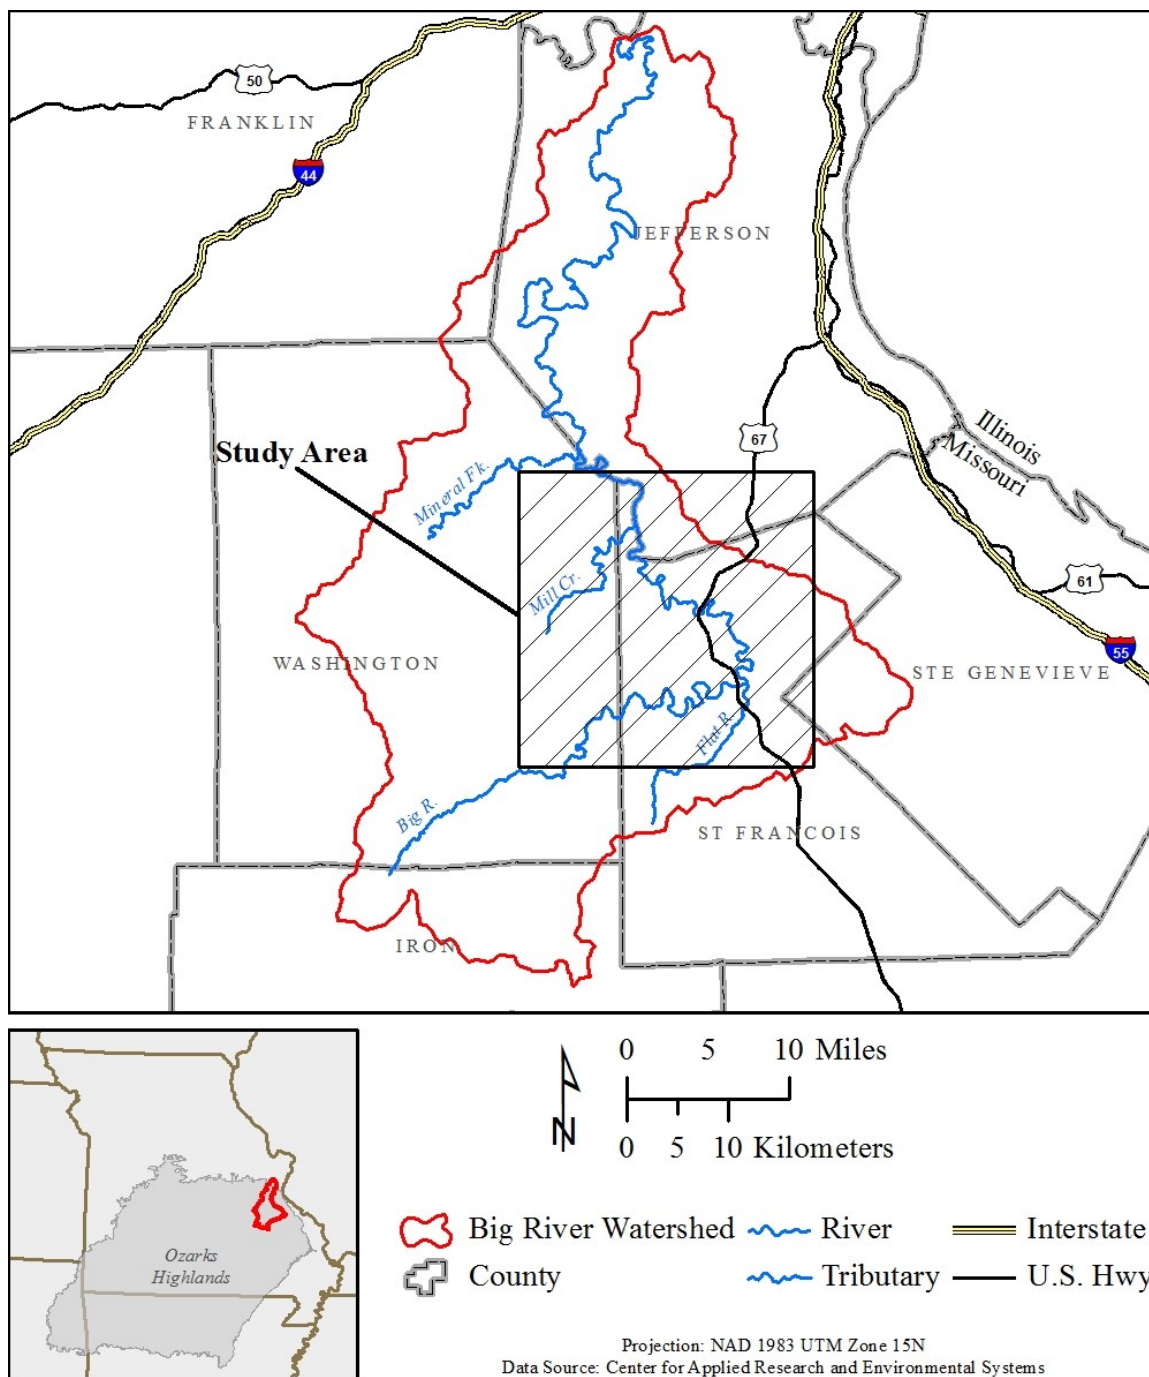 50
FRANKLIN
44
JEFFERSON
67
Illinois
Missouri
Study Area
Mineral Fk.
61
Mill Cr.
55
WASHINGTON
STE GENEVIEVE
Flat R.
Big R.
ST FRANCOIS
IRON
0 5 10 Miles
N
0 5 10 Kilometers
Big River Watershed
River
Interstate
County
Tributary
U.S. Hwy
Ozarks
Highlands
Projection: NAD 1983 UTM Zone 15N
Data Source: Center for Applied Research and Environmental Systems